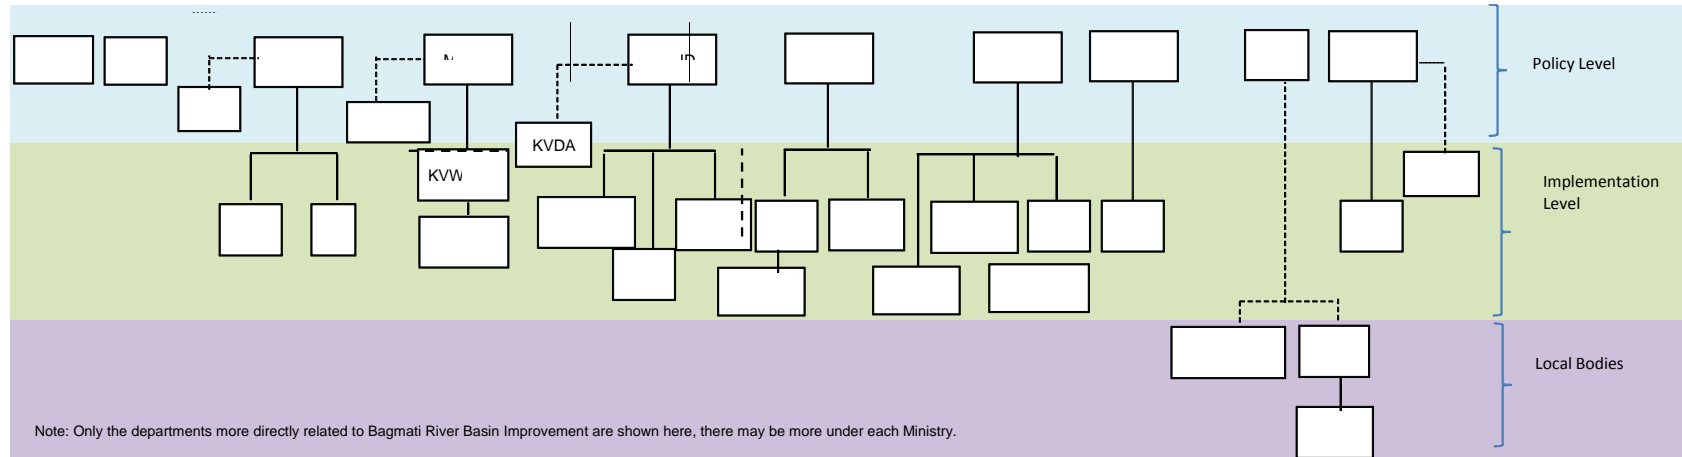 Policy Level
KVDA
KVW
Implementation
Level
Local Bodies
Note: Only the departments more directly related to Bagmati River Basin Improvement are shown here, there may be more under each Ministry.